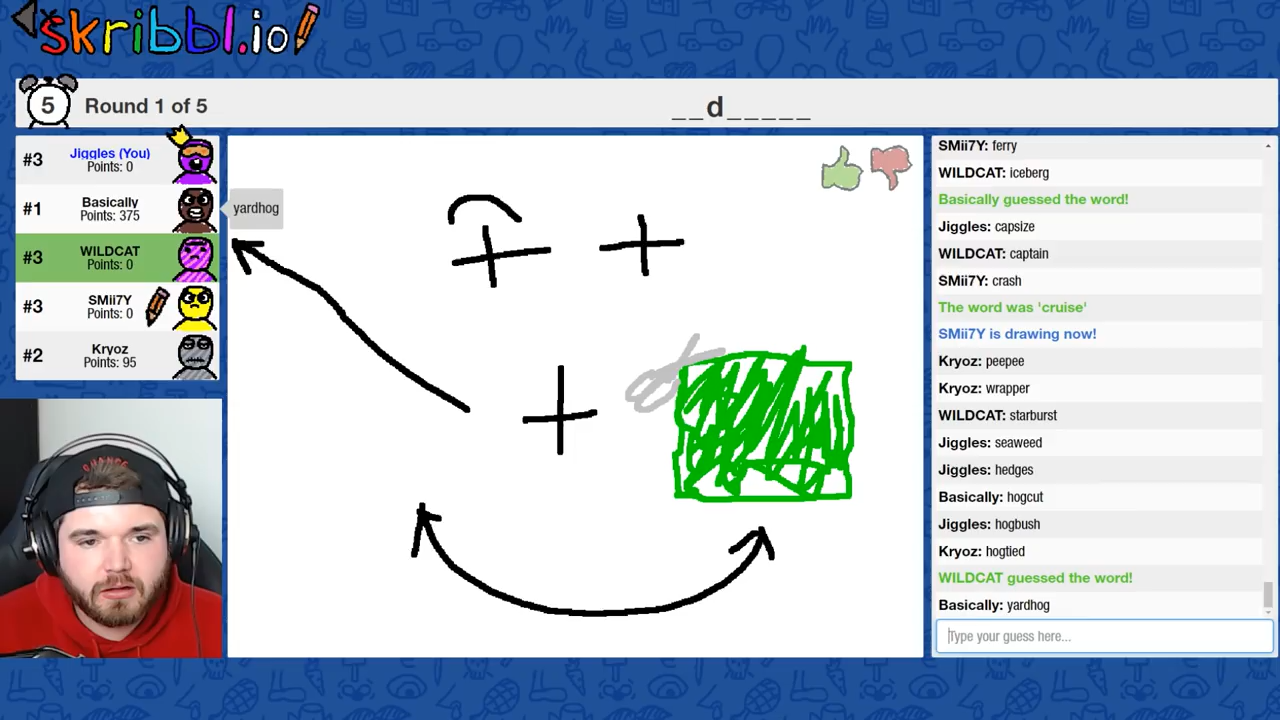 skribbl.io
5
Round 1 of 5
__d_____
#3 Jiggles (You)
Points: 0
#1 Basically
Points: 375
#3 WILDCAT
Points: 0
#3 SMii7Y
Points: 0
#2 Kryoz
Points: 95
yardhog
SMii7Y: ferry
WILDCAT: iceberg
Basically guessed the word!
Jiggles: capsize
WILDCAT: captain
SMii7Y: crash
The word was 'cruise'
SMii7Y is drawing now!
Kryoz: peepee
Kryoz: wrapper
WILDCAT: starburst
Jiggles: seaweed
Jiggles: hedges
Basically: hogcut
Jiggles: hogbush
Kryoz: hogtied
WILDCAT guessed the word!
Basically: yardhog
Type your guess here...
CHANCE